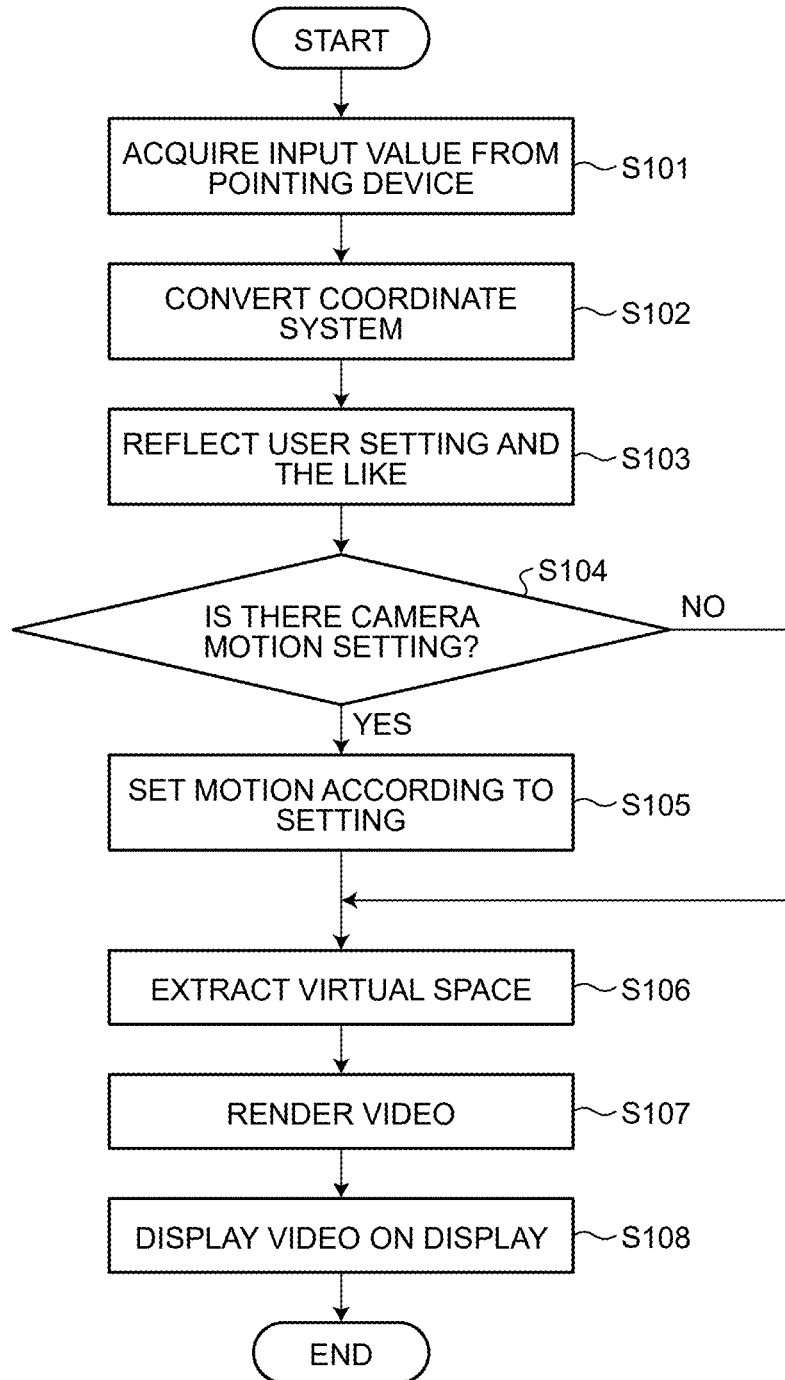 START
ACQUIRE INPUT VALUE FROM
POINTING DEVICE
S101
CONVERT COORDINATE
SYSTEM
S102
REFLECT USER SETTING AND
THE LIKE
S103
S104
IS THERE CAMERA
MOTION SETTING?
NO
YES
SET MOTION ACCORDING TO
SETTING
S105
EXTRACT VIRTUAL SPACE
S106
RENDER VIDEO
S107
DISPLAY VIDEO ON DISPLAY
S108
END